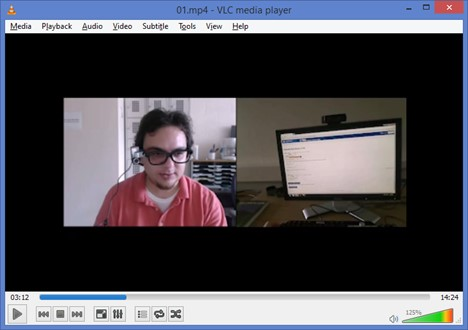 01.mp4 - VLC media player
Media Playback Audio Video Subtitle Tools View Help
03:12 14:24
125%